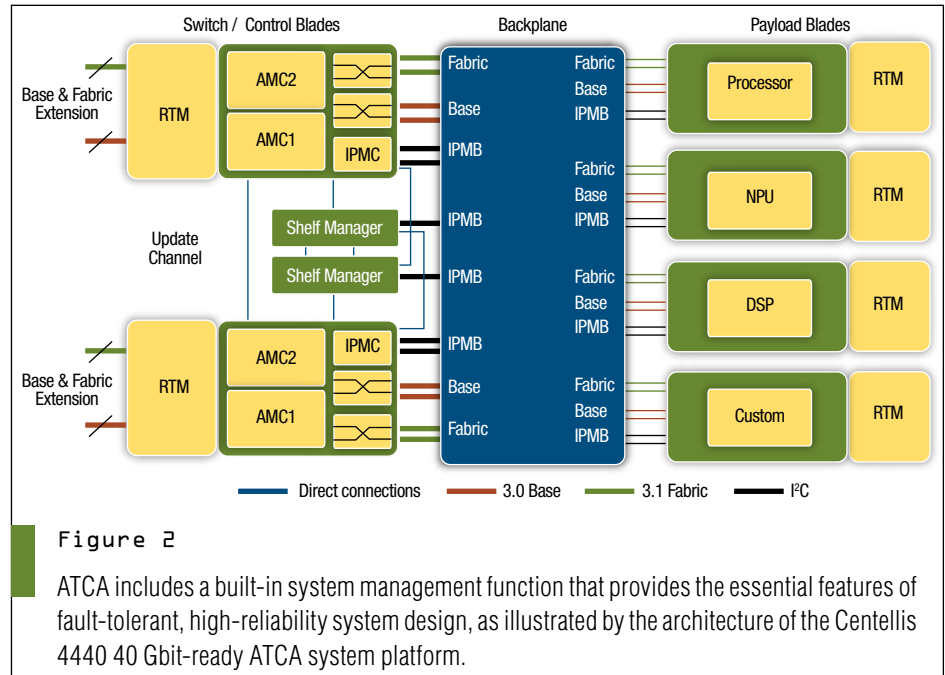 Switch / Control Blades
Backplane
Payload Blades
Base & Fabric
Extension
RTM
AMC2
AMC1
IPMC
Fabric
Base
IPMB
Fabric
Base
IPMB
Processor
RTM
Fabric
Base
IPMB
NPU
RTM
Update
Channel
Shelf Manager
IPMB
Shelf Manager
IPMB
Fabric
Base
IPMB
DSP
RTM
Base & Fabric
Extension
RTM
AMC2
AMC1
IPMC
IPMB
Base
Fabric
Fabric
Base
IPMB
Custom
RTM
Direct connections
3.0 Base
3.1 Fabric
I²C
Figure 2
ATCA includes a built-in system management function that provides the essential features of
fault-tolerant, high-reliability system design, as illustrated by the architecture of the Centellis
4440 40 Gbit-ready ATCA system platform.